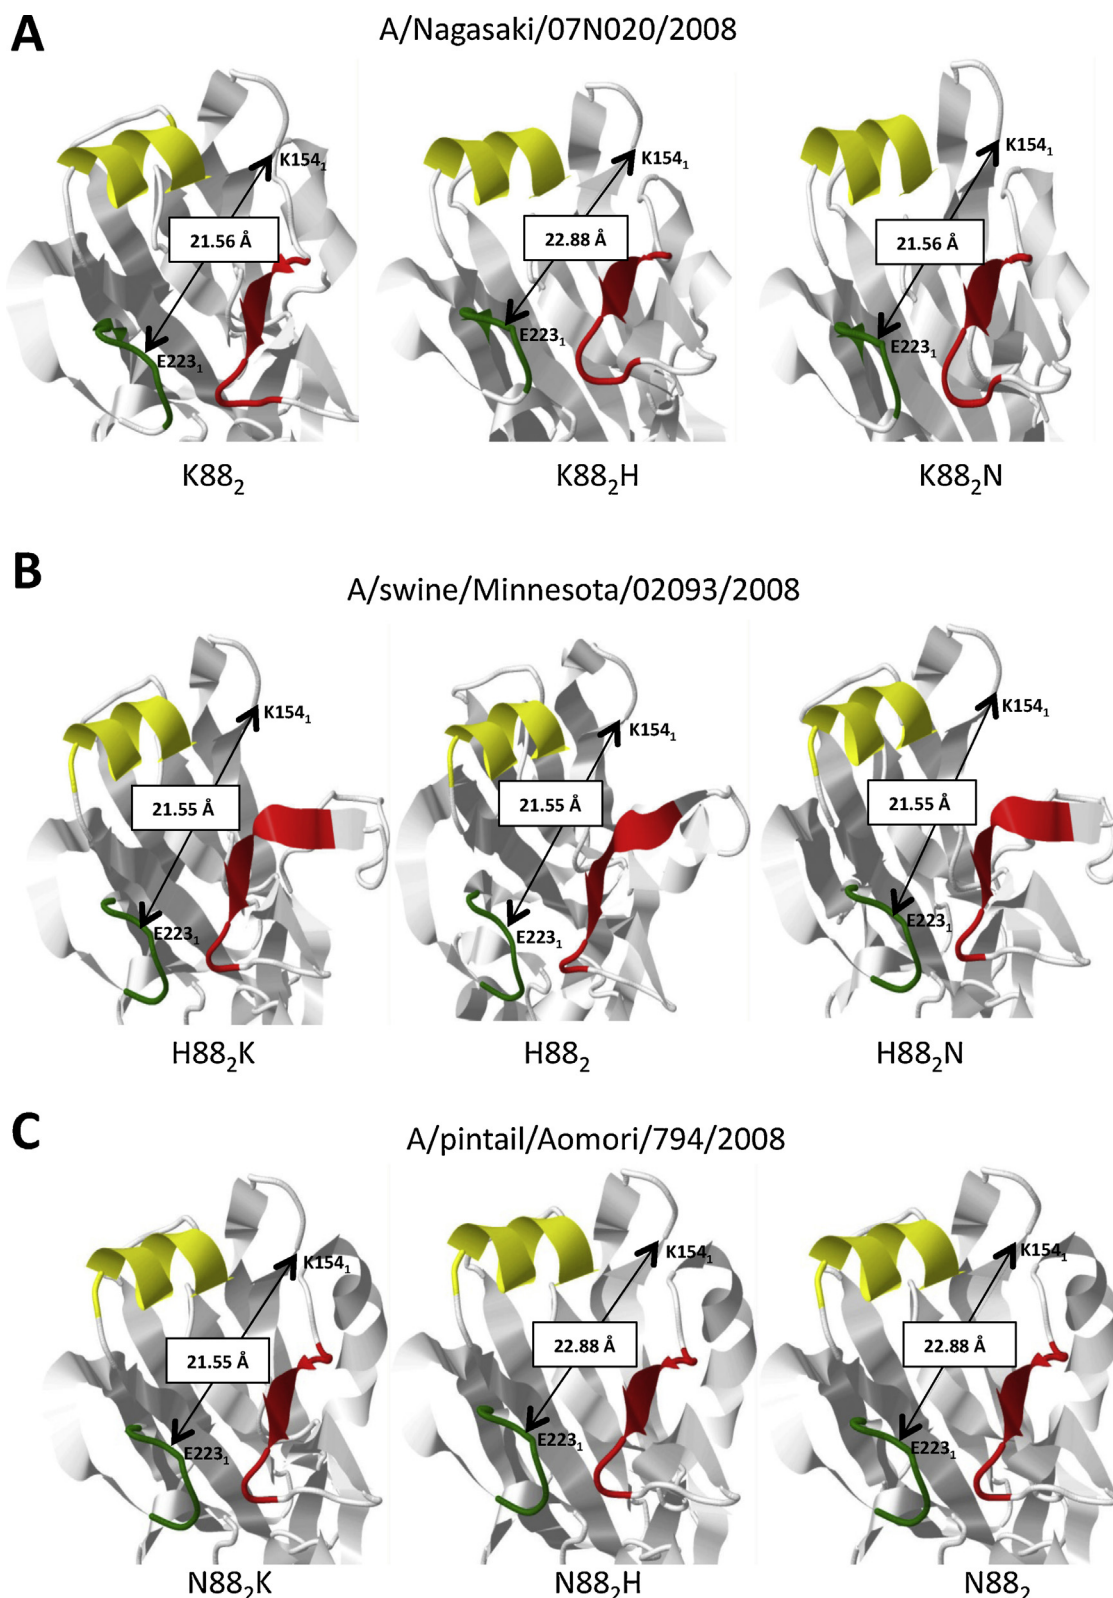 A
A/Nagasaki/07N020/2008
K154₁ K154₁ K154₁
21.56 Å 22.88 Å 21.56 Å
E223₁ E223₁ E223₁
K88₂ K88₂H K88₂N
B
A/swine/Minnesota/02093/2008
K154₁ K154₁ K154₁
21.55 Å 21.55 Å 21.55 Å
E223₁ E223₁ E223₁
H88₂K H88₂ H88₂N
C
A/pintail/Aomori/794/2008
K154₁ K154₁ K154₁
21.55 Å 22.88 Å 22.88 Å
E223₁ E223₁ E223₁
N88₂K N88₂H N88₂